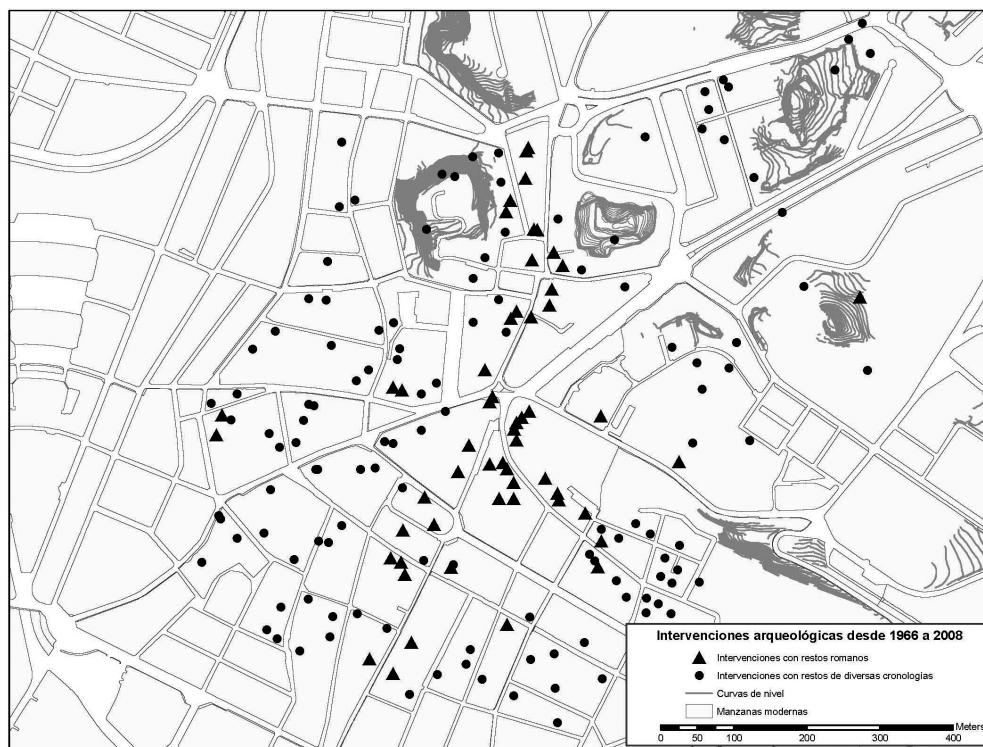 Intervenciones arqueológicas desde 1966 a 2008
Intervenciones con restos romanos
Intervenciones con restos de diversas cronologías
Curvas de nivel
Manzanas modernas
Meters
0 100 200 300 400